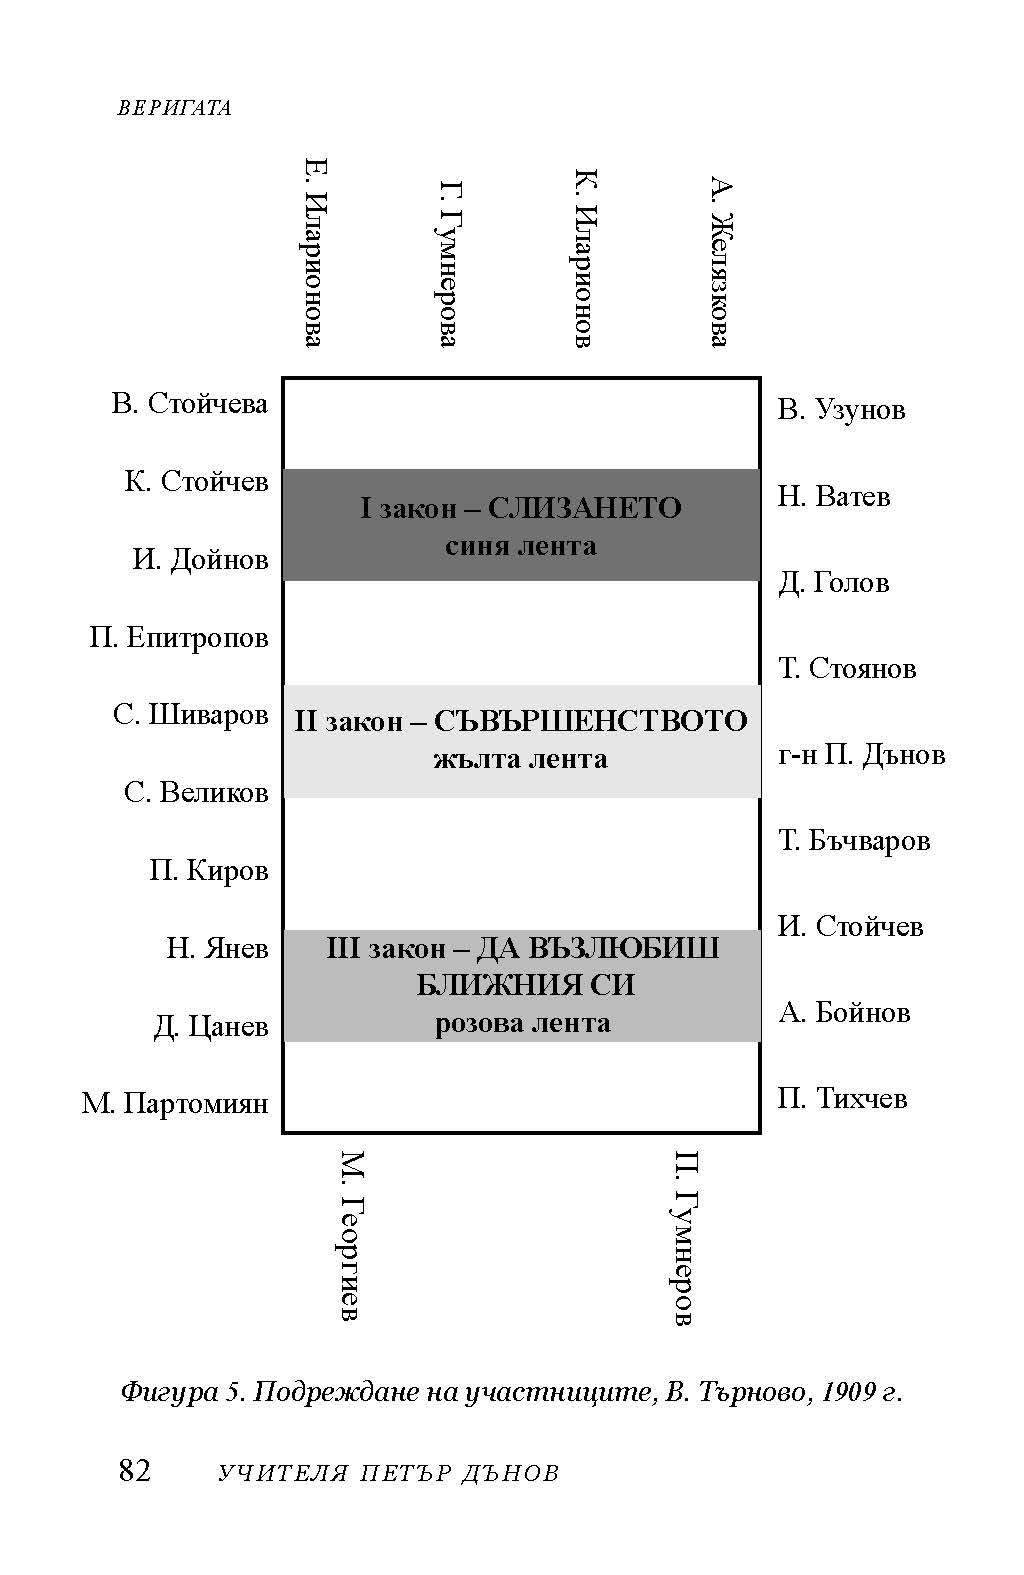 ВЕРИГАТА
Е. Иларионова
Г. Гумнерова
К. Иларионов
А. Желязкова
В. Стойчева
К. Стойчев
И. Дойнов
П. Епитропов
С. Шиваров
С. Великов
П. Киров
Н. Янев
Д. Цанев
М. Партомиян
I закон – СЛИЗАНЕТО
синя лента
II закон – СЪВЪРШЕНСТВОТО
жълта лента
III закон – ДА ВЪЗЛЮБИШ
БЛИЖНИЯ СИ
розова лента
В. Узунов
Н. Ватев
Д. Голов
Т. Стоянов
г-н П. Дънов
Т. Бъчваров
И. Стойчев
А. Бойнов
П. Тихчев
М. Георгиев
П. Гумнеров
Фигура 5. Подреждане на участниците, В. Търново, 1909 г.
82 УЧИТЕЛЯ ПЕТЪР ДЪНОВ